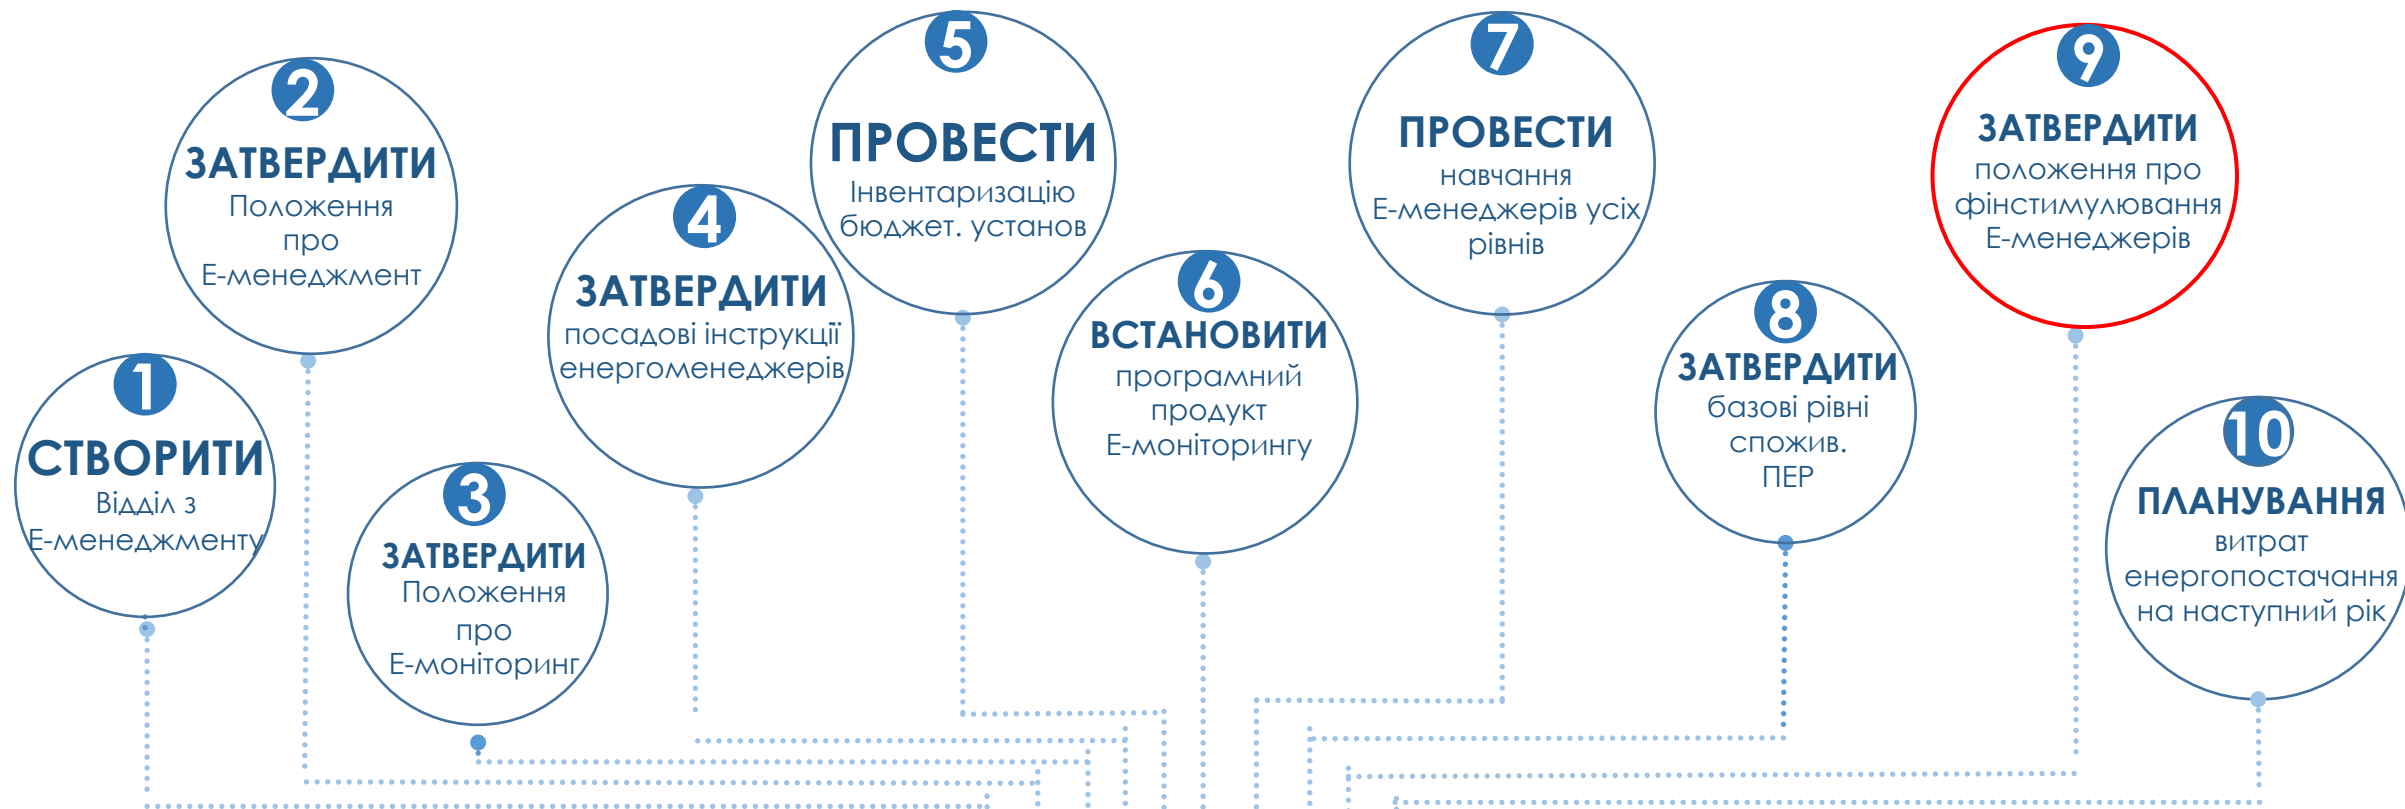 1
СТВОРИТИ
Відділ з
Е-менеджменту
2
ЗАТВЕРДИТИ
Положення
про
Е-менеджмент
3
ЗАТВЕРДИТИ
Положення
про
Е-моніторинг
4
ЗАТВЕРДИТИ
посадові інструкції
енергоменеджерів
5
ПРОВЕСТИ
Інвентаризацію
бюджет. установ
6
ВСТАНОВИТИ
програмний
продукт
Е-моніторингу
7
ПРОВЕСТИ
навчання
Е-менеджерів усіх
рівнів
8
ЗАТВЕРДИТИ
базові рівні
спожив.
ПЕР
9
ЗАТВЕРДИТИ
положення про
фінстимулювання
Е-менеджерів
10
ПЛАНУВАННЯ
витрат
енергопостачання
на наступний рік